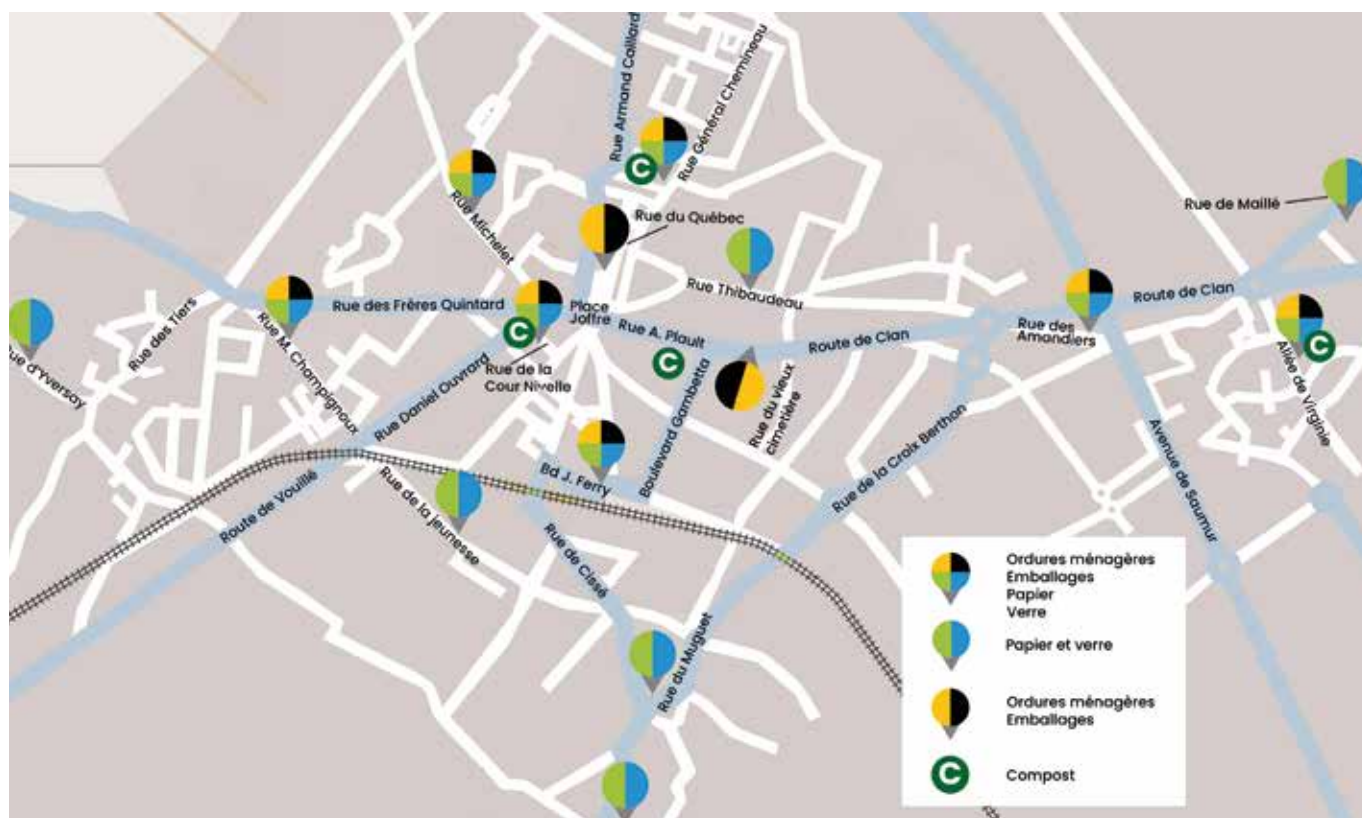 Rue Armand Caillard
Rue Général Chemineau
Rue Michelet
Rue du Québec
Rue de Maillé
Rue Thibaudeau
Rue des Tiers
Rue des Frères Quintard
Place
Joffre
Rue A. Plault
Route de Clan
Route de Clan
Rue des
Amandiers
Rue d'Yversay
Rue M. Champignoux
Rue Daniel Ouvrard
Rue de la
Cour Nivelle
Boulevard Gambetta
Rue du vieux
cimetière
Allée de Virginie
Avenue de Saumur
Rue de la Croix Berthon
Bd J. Ferry
Route de Vouillé
Rue de la jeunesse
Rue de Cissé
Rue du Muguet
C
C
C
C
Ordures ménagères
Emballages
Papier
Verre
Papier et verre
Ordures ménagères
Emballages
C
Compost